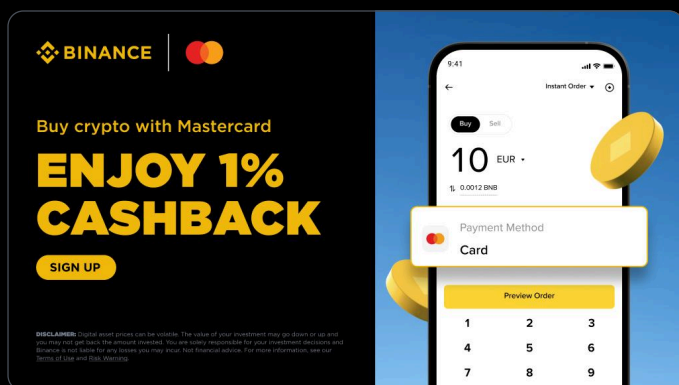 BINANCE
Buy crypto with Mastercard
ENJOY 1%
CASHBACK
SIGN UP
DISCLAIMER: Digital asset prices can be volatile. The value of your investment may go down or up and
you may not get back the amount invested. You are solely responsible for your investment decisions and
Binance is not liable for any losses you may incur. Not financial advice. For more information, see our
Terms of Use and Risk Warning.
9:41
Instant Order
Buy Sell
10 EUR
0.0012 BNB
Payment Method
Card
Preview Order
1 2 3
4 5 6
7 8 9